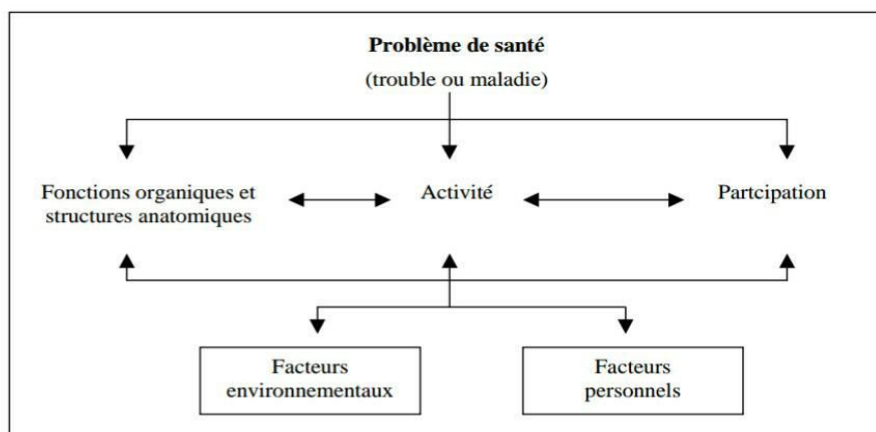 Problème de santé
(trouble ou maladie)
Fonctions organiques et
structures anatomiques
Activité
Partcipation
Facteurs
environnementaux
Facteurs
personnels